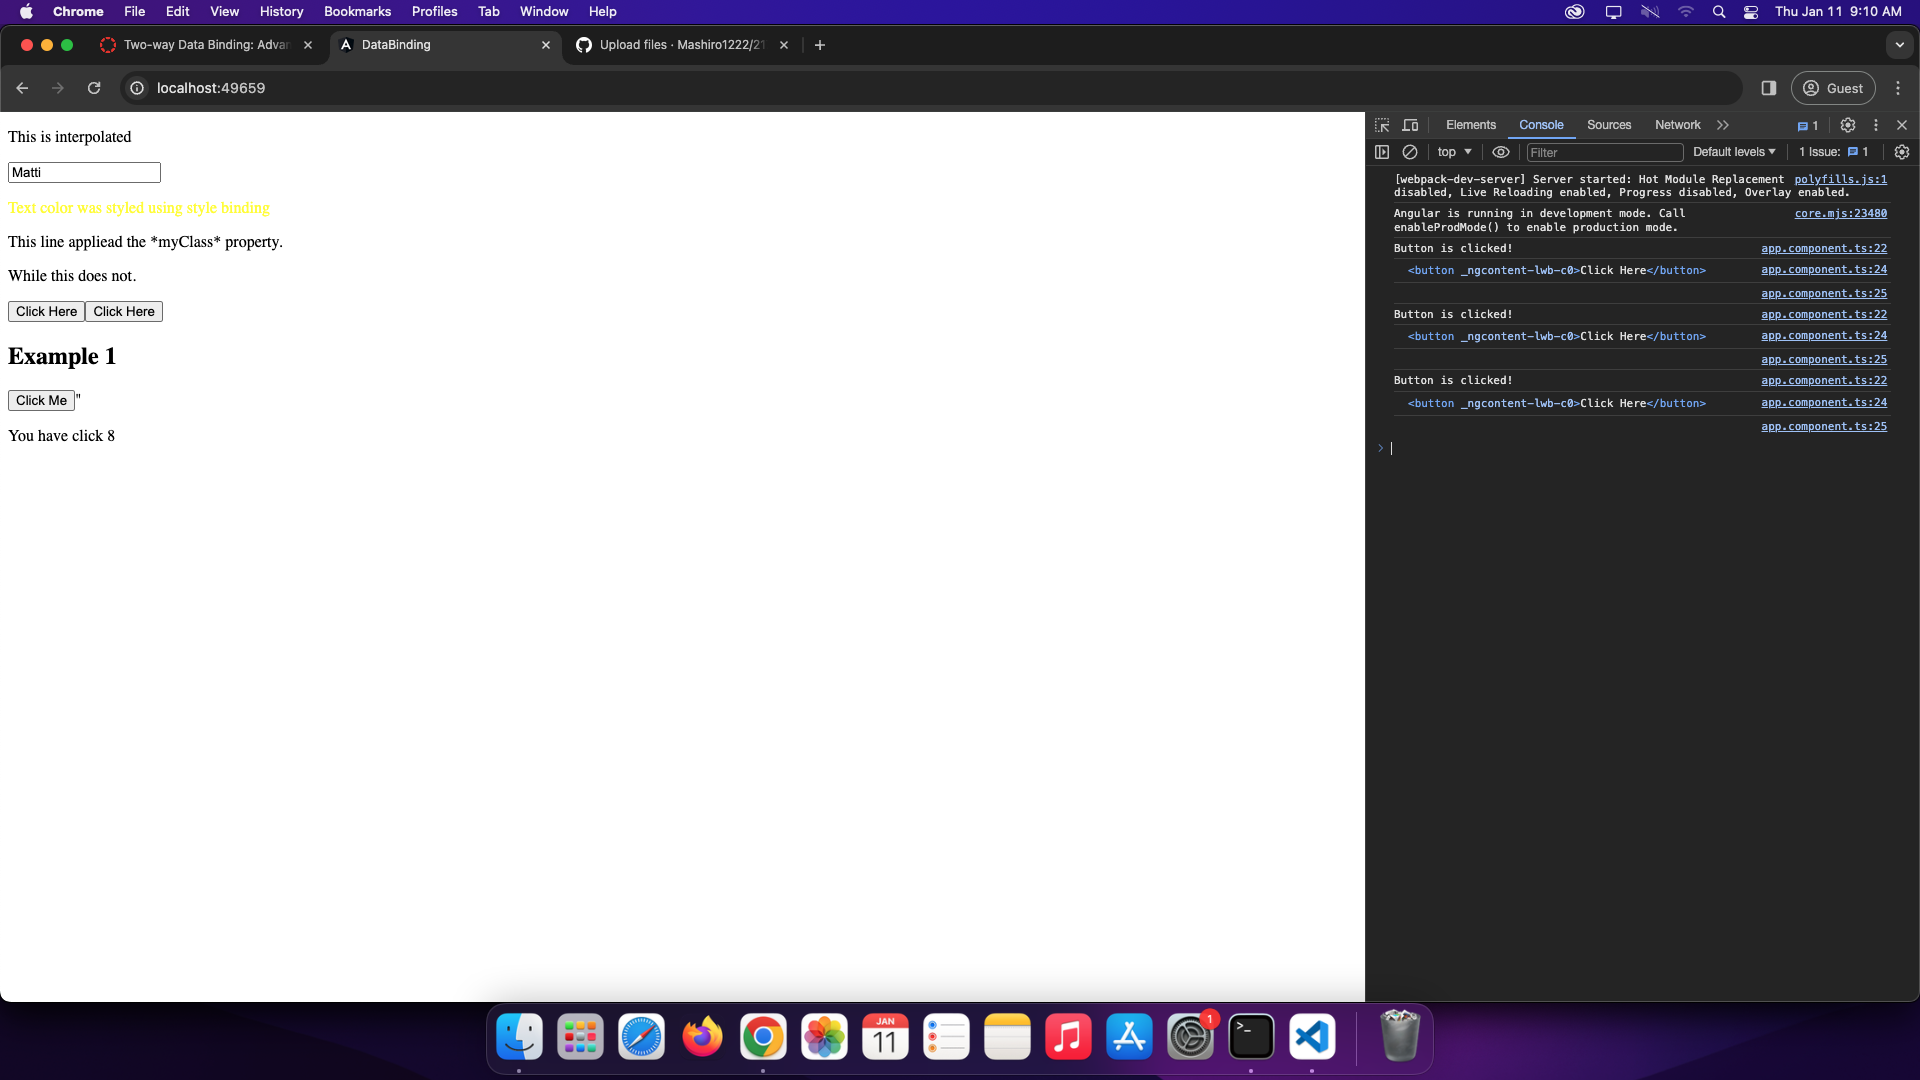 Chrome File Edit View History Bookmarks Profiles Tab Window Help Thu Jan 11 9:10 AM
Two-way Data Binding: Advan DataBinding Upload files · Mashiro1222/21
localhost:49659 Guest
This is interpolated
Matti
Text color was styled using style binding
This line appliead the *myClass* property.
While this does not.
Click Here Click Here
Example 1
Click Me "
You have click 8
Elements Console Sources Network 1
top Filter Default levels 1 Issue: 1
[webpack-dev-server] Server started: Hot Module Replacement polyfills.js:1
disabled, Live Reloading enabled, Progress disabled, Overlay enabled.
Angular is running in development mode. Call core.mjs:23480
enableProdMode() to enable production mode.
Button is clicked! app.component.ts:22
<button _ngcontent-lwb-c0>Click Here</button> app.component.ts:24
app.component.ts:25
Button is clicked! app.component.ts:22
<button _ngcontent-lwb-c0>Click Here</button> app.component.ts:24
app.component.ts:25
Button is clicked! app.component.ts:22
<button _ngcontent-lwb-c0>Click Here</button> app.component.ts:24
app.component.ts:25
>
JAN
11
1
>_